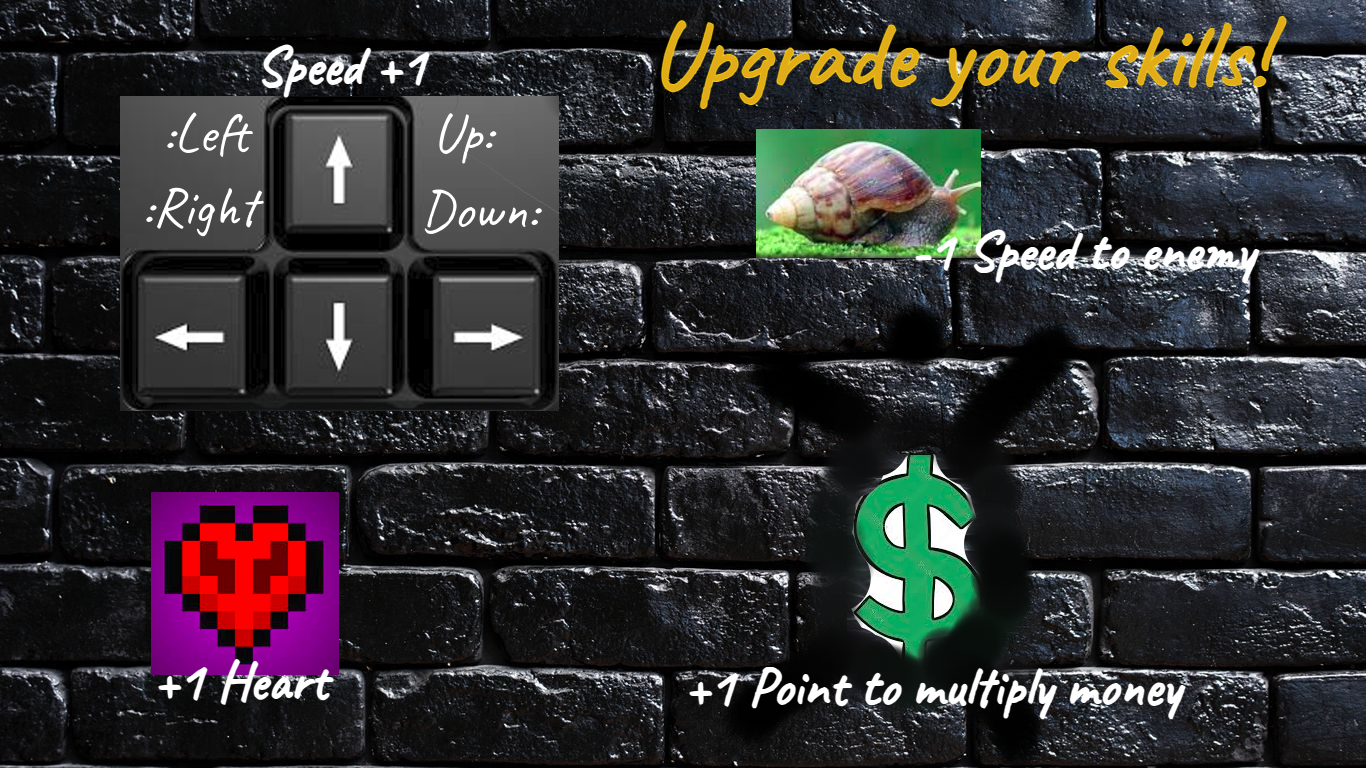 Upgrade your skills!
Speed +1
:Left
Up:
:Right
Down:
-1 Speed to enemy
+1 Heart
+1 Point to multiply money